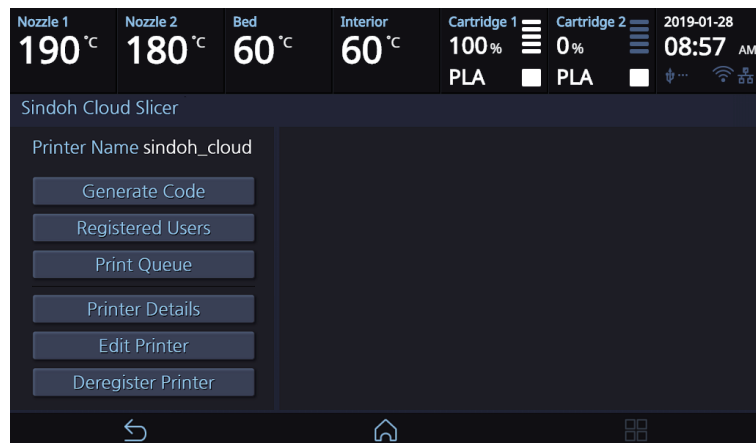 Nozzle 1
190 °C
Nozzle 2
180 °C
Bed
60 °C
Interior
60 °C
Cartridge 1
100 %
PLA
Cartridge 2
0 %
PLA
2019-01-28
08:57 AM
Sindoh Cloud Slicer
Printer Name sindoh_cloud
Generate Code
Registered Users
Print Queue
Printer Details
Edit Printer
Deregister Printer